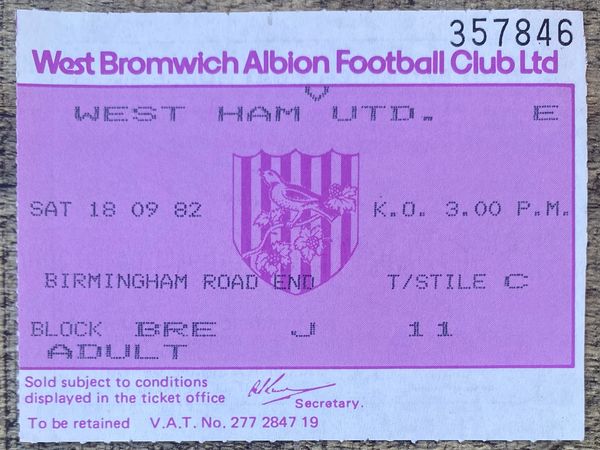 357846
West Bromwich Albion Football Club Ltd
V
WEST HAM UTD. E
SAT 18 09 82 K.O. 3.00 P.M.
BIRMINGHAM ROAD END T/STILE C
BLOCK BRE J 11
ADULT
Sold subject to conditions
displayed in the ticket office
Secretary.
To be retained V.A.T. No. 277 2847 19